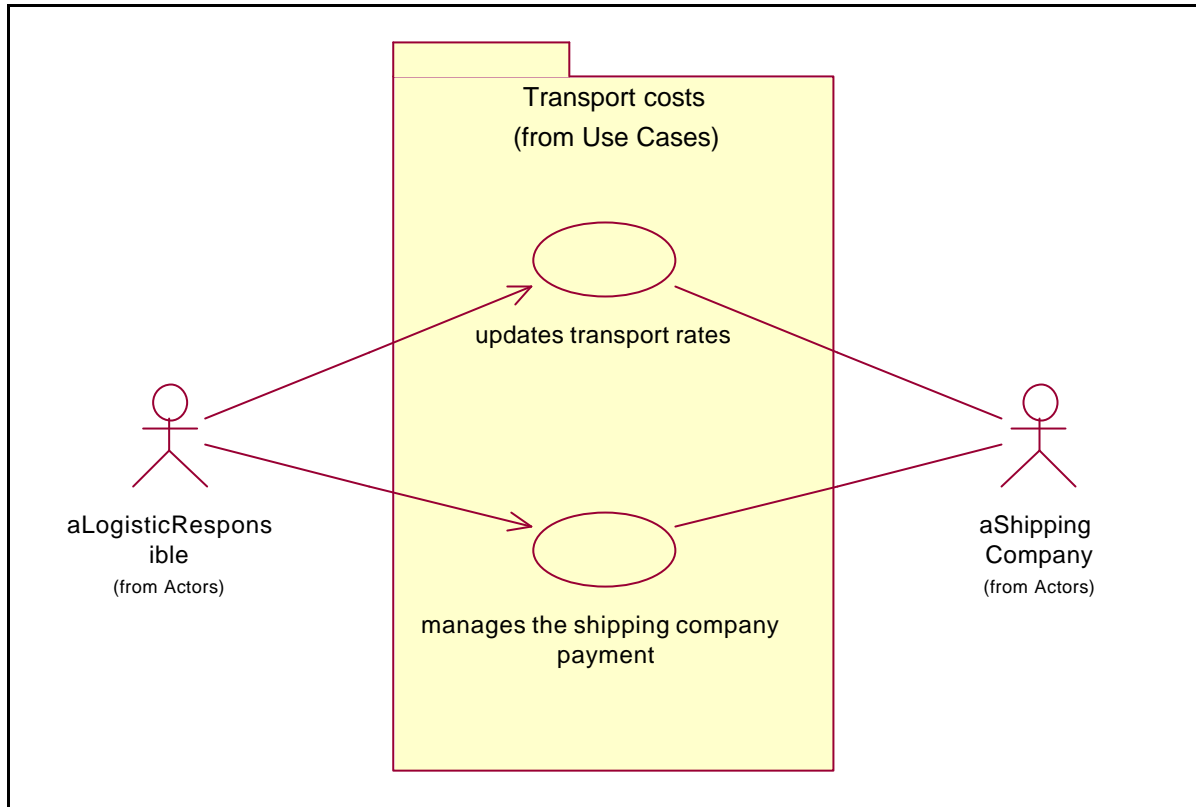 Transport costs
(from Use Cases)
updates transport rates
aLogisticRespons
ible
(from Actors)
aShipping
Company
(from Actors)
manages the shipping company
payment